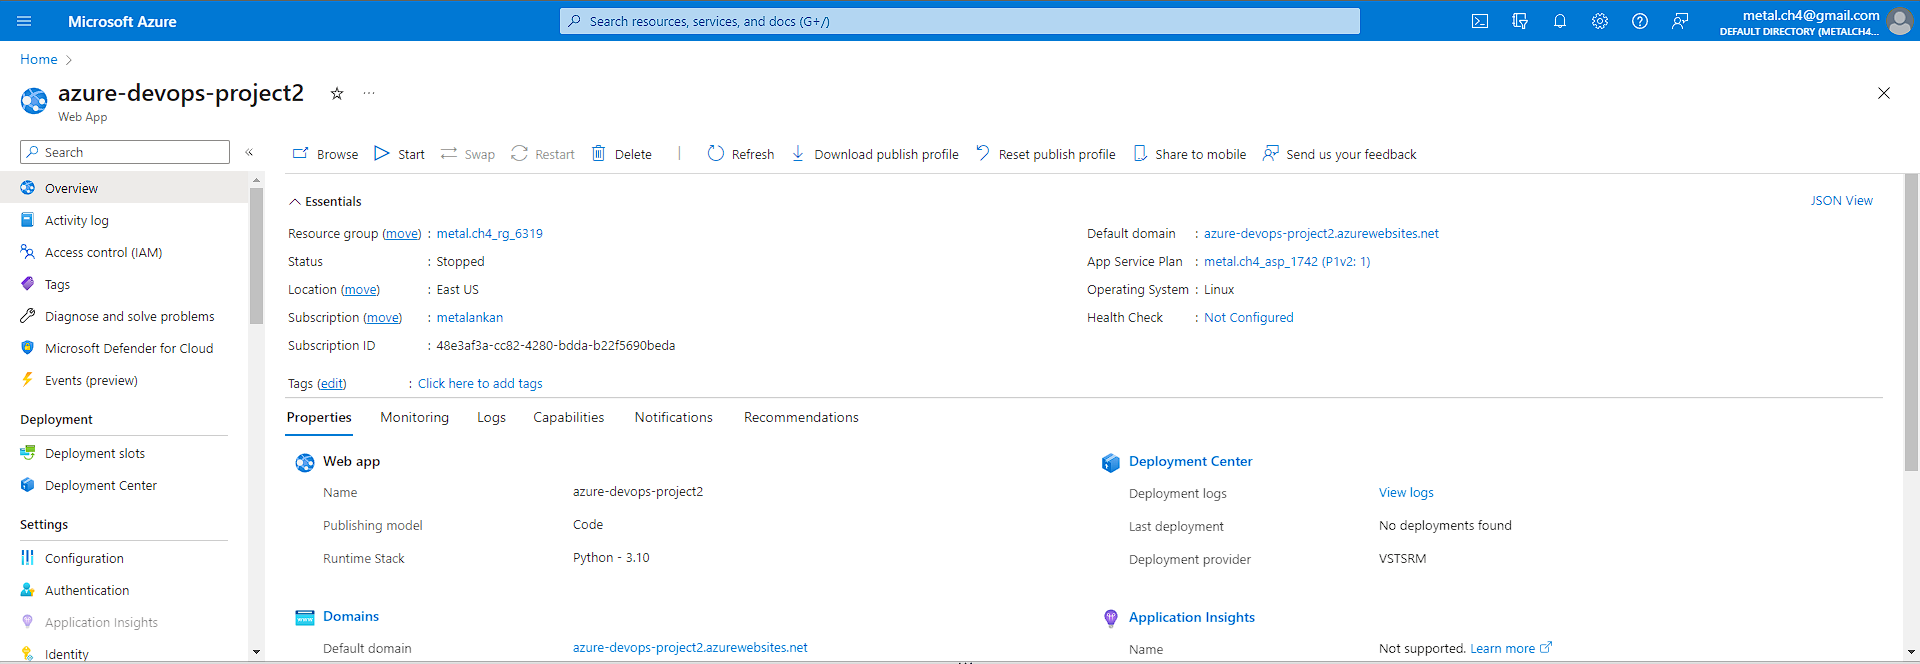 Microsoft Azure
Search resources, services, and docs (G+/)
metal.ch4@gmail.com
DEFAULT DIRECTORY (METALCH4...
Home
azure-devops-project2
Web App
Search
Browse Start Swap Restart Delete Refresh Download publish profile Reset publish profile Share to mobile Send us your feedback
Overview
Activity log
Access control (IAM)
Tags
Diagnose and solve problems
Microsoft Defender for Cloud
Events (preview)
Deployment
Deployment slots
Deployment Center
Settings
Configuration
Authentication
Application Insights
Identity
Essentials
JSON View
Resource group (move) : metal.ch4_rg_6319
Status : Stopped
Location (move) : East US
Subscription (move) : metalankan
Subscription ID : 48e3af3a-cc82-4280-bdda-b22f5690beda
Default domain : azure-devops-project2.azurewebsites.net
App Service Plan : metal.ch4_asp_1742 (P1v2: 1)
Operating System : Linux
Health Check : Not Configured
Tags (edit) : Click here to add tags
Properties Monitoring Logs Capabilities Notifications Recommendations
Web app
Name azure-devops-project2
Publishing model Code
Runtime Stack Python - 3.10
Domains
Default domain azure-devops-project2.azurewebsites.net
Deployment Center
Deployment logs View logs
Last deployment No deployments found
Deployment provider VSTSRM
Application Insights
Name Not supported. Learn more